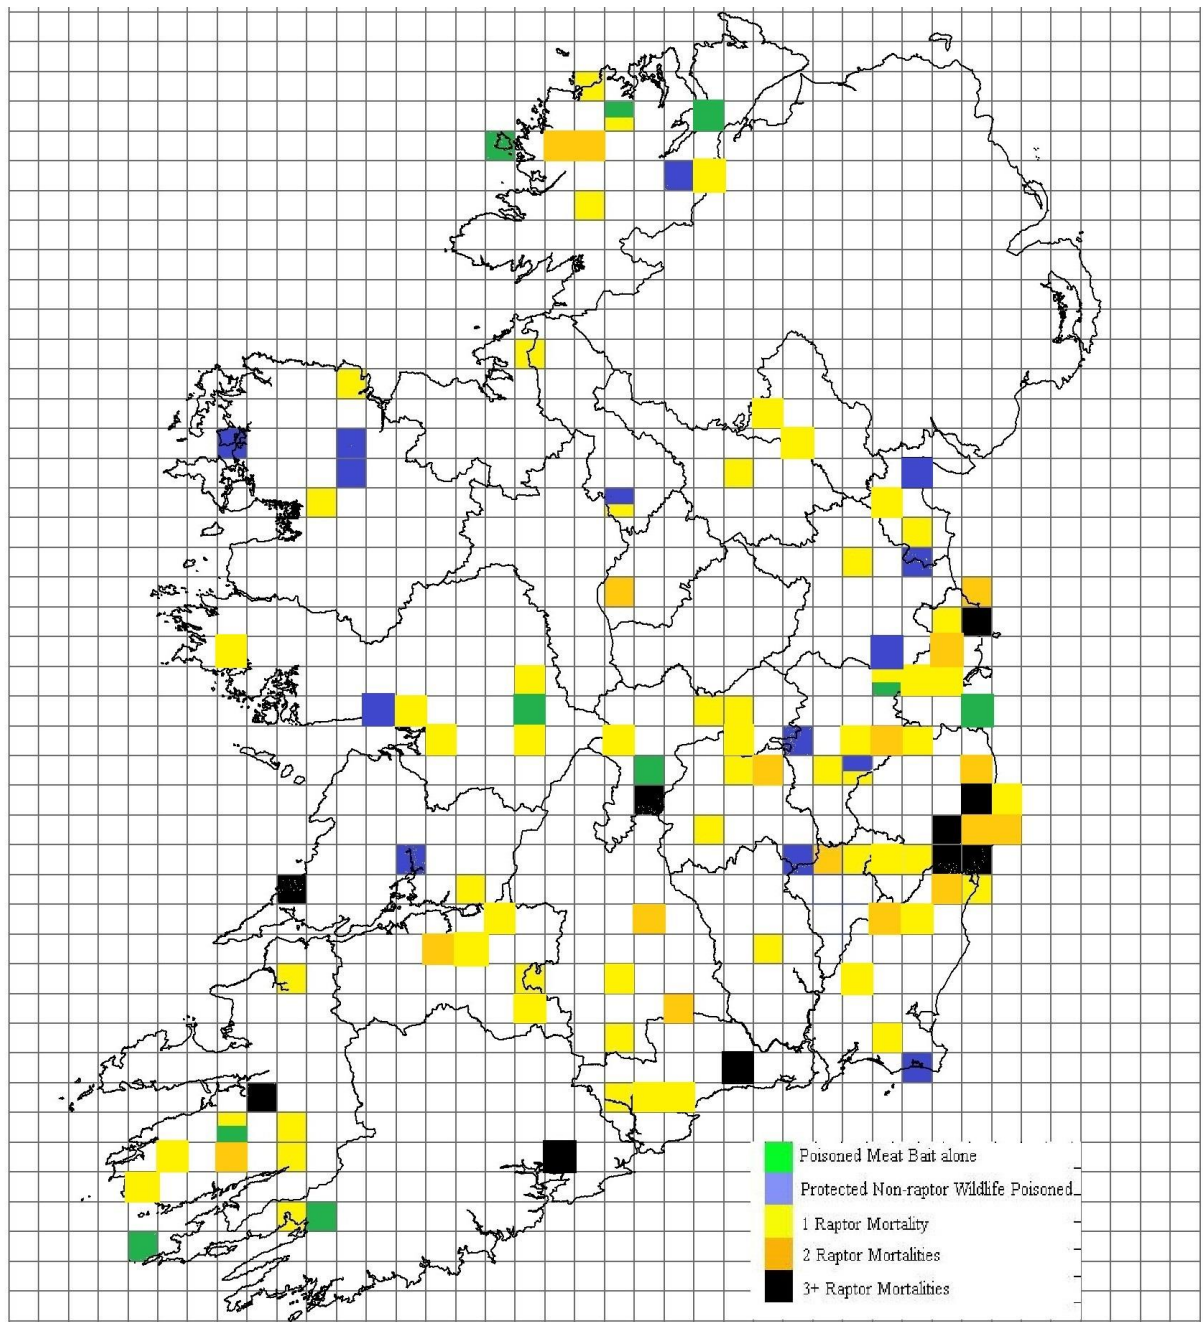 Poisoned Meat Bait alone
Protected Non-raptor Wildlife Poisoned
1 Raptor Mortality
2 Raptor Mortalities
3+ Raptor Mortalities